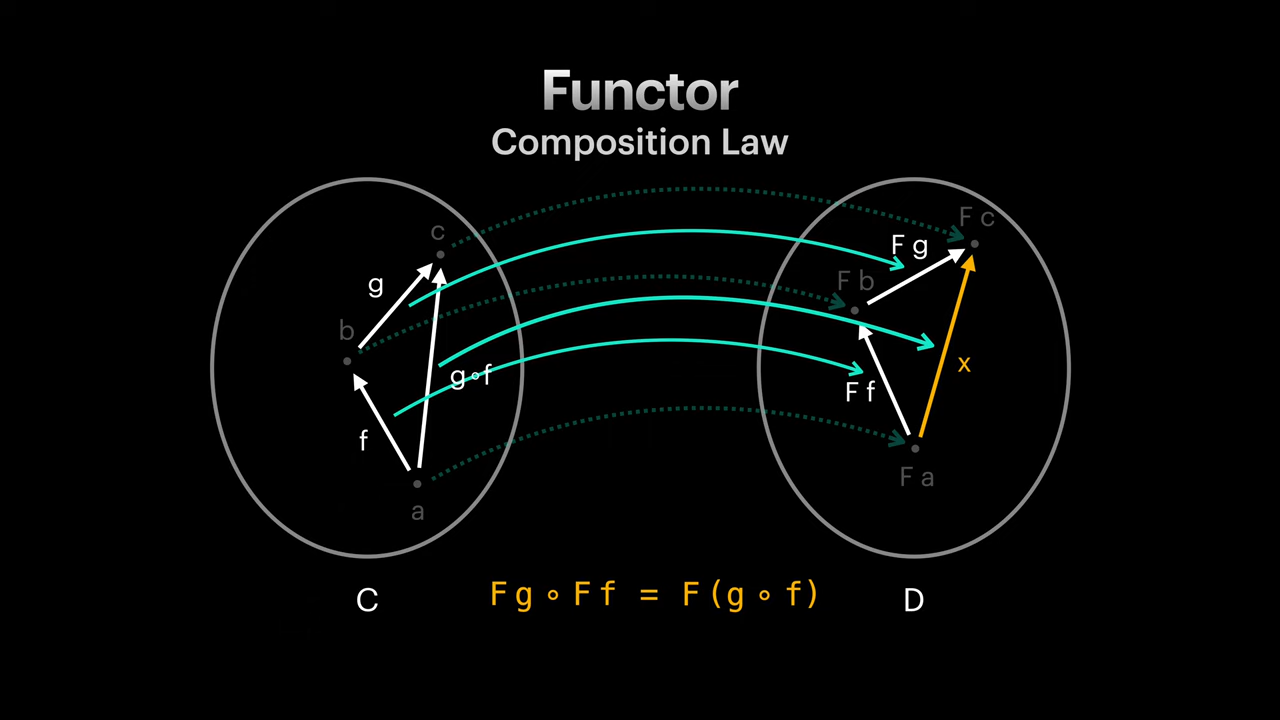 Functor
Composition Law
F c
c
F g
g
F b
b
x
g∘f
F f
f
F a
a
C
F g ∘ F f = F (g ∘ f)
D